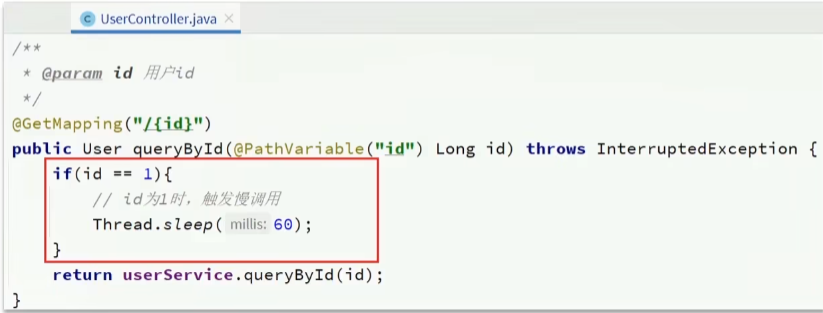 UserController.java
/**
* @param id 用户id
*/
@GetMapping("/{id}")
public User queryById(@PathVariable("id") Long id) throws InterruptedException {
if(id == 1){
// id为1时，触发慢调用
Thread.sleep( millis: 60);
}
return userService.queryById(id);
}